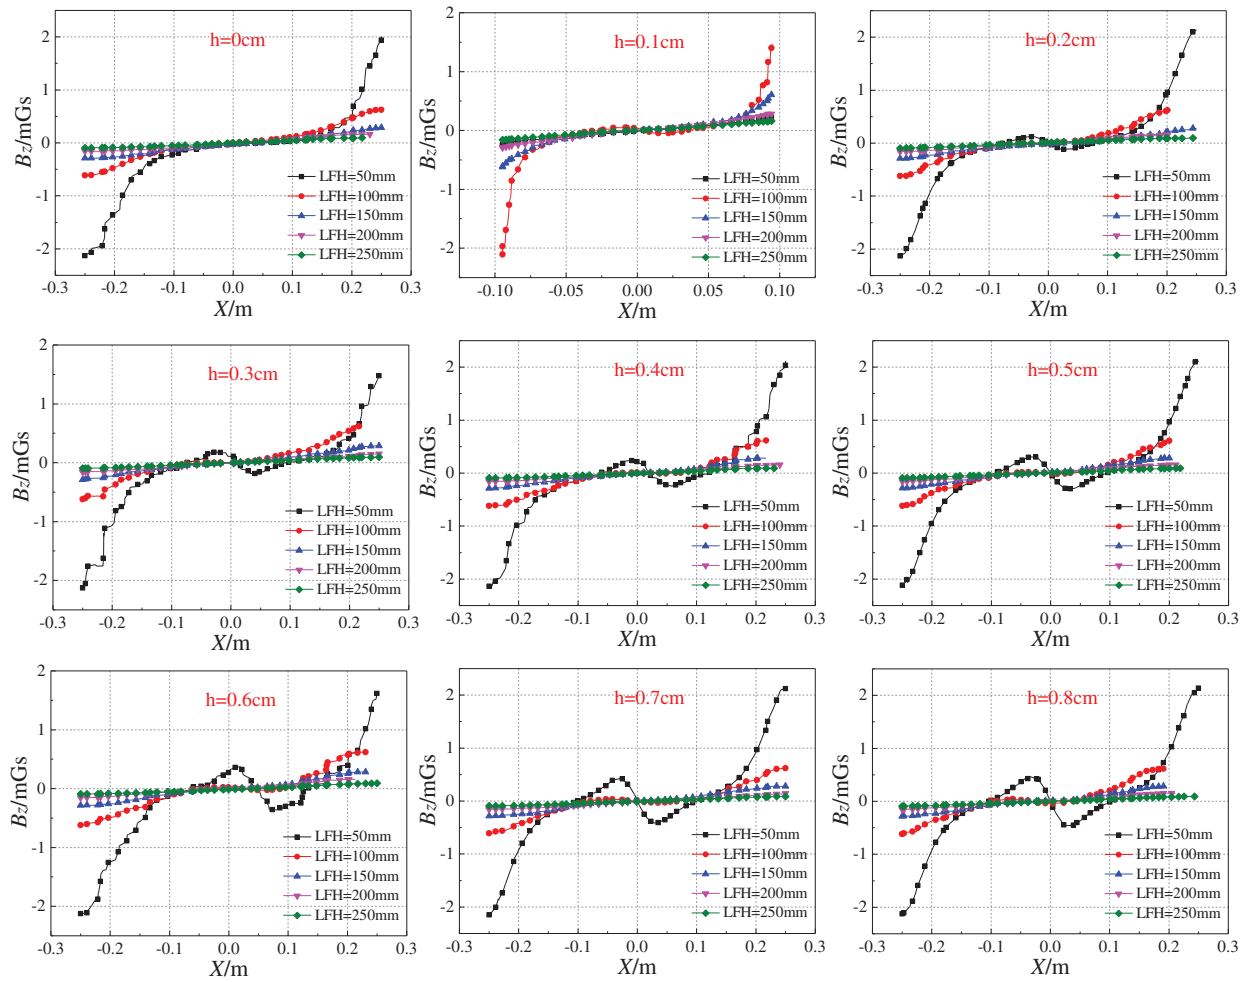 h=0cm
2
1
0
-1
-2
Bz/mGs
LFH=50mm
LFH=100mm
LFH=150mm
LFH=200mm
LFH=250mm
-0.3 -0.2 -0.1 0.0 0.1 0.2 0.3
X/m
h=0.1cm
2
1
0
-1
-2
Bz/mGs
LFH=50mm
LFH=100mm
LFH=150mm
LFH=200mm
LFH=250mm
-0.10 -0.05 0.00 0.05 0.10
X/m
h=0.2cm
2
1
0
-1
-2
Bz/mGs
LFH=50mm
LFH=100mm
LFH=150mm
LFH=200mm
LFH=250mm
-0.3 -0.2 -0.1 0.0 0.1 0.2 0.3
X/m
h=0.3cm
2
1
0
-1
-2
Bz/mGs
LFH=50mm
LFH=100mm
LFH=150mm
LFH=200mm
LFH=250mm
-0.3 -0.2 -0.1 0.0 0.1 0.2 0.3
X/m
h=0.4cm
2
1
0
-1
-2
Bz/mGs
LFH=50mm
LFH=100mm
LFH=150mm
LFH=200mm
LFH=250mm
-0.3 -0.2 -0.1 0.0 0.1 0.2 0.3
X/m
h=0.5cm
2
1
0
-1
-2
Bz/mGs
LFH=50mm
LFH=100mm
LFH=150mm
LFH=200mm
LFH=250mm
-0.3 -0.2 -0.1 0.0 0.1 0.2 0.3
X/m
h=0.6cm
2
1
0
-1
-2
Bz/mGs
LFH=50mm
LFH=100mm
LFH=150mm
LFH=200mm
LFH=250mm
-0.3 -0.2 -0.1 0.0 0.1 0.2 0.3
X/m
h=0.7cm
2
1
0
-1
-2
Bz/mGs
LFH=50mm
LFH=100mm
LFH=150mm
LFH=200mm
LFH=250mm
-0.3 -0.2 -0.1 0.0 0.1 0.2 0.3
X/m
h=0.8cm
2
1
0
-1
-2
Bz/mGs
LFH=50mm
LFH=100mm
LFH=150mm
LFH=200mm
LFH=250mm
-0.3 -0.2 -0.1 0.0 0.1 0.2 0.3
X/m